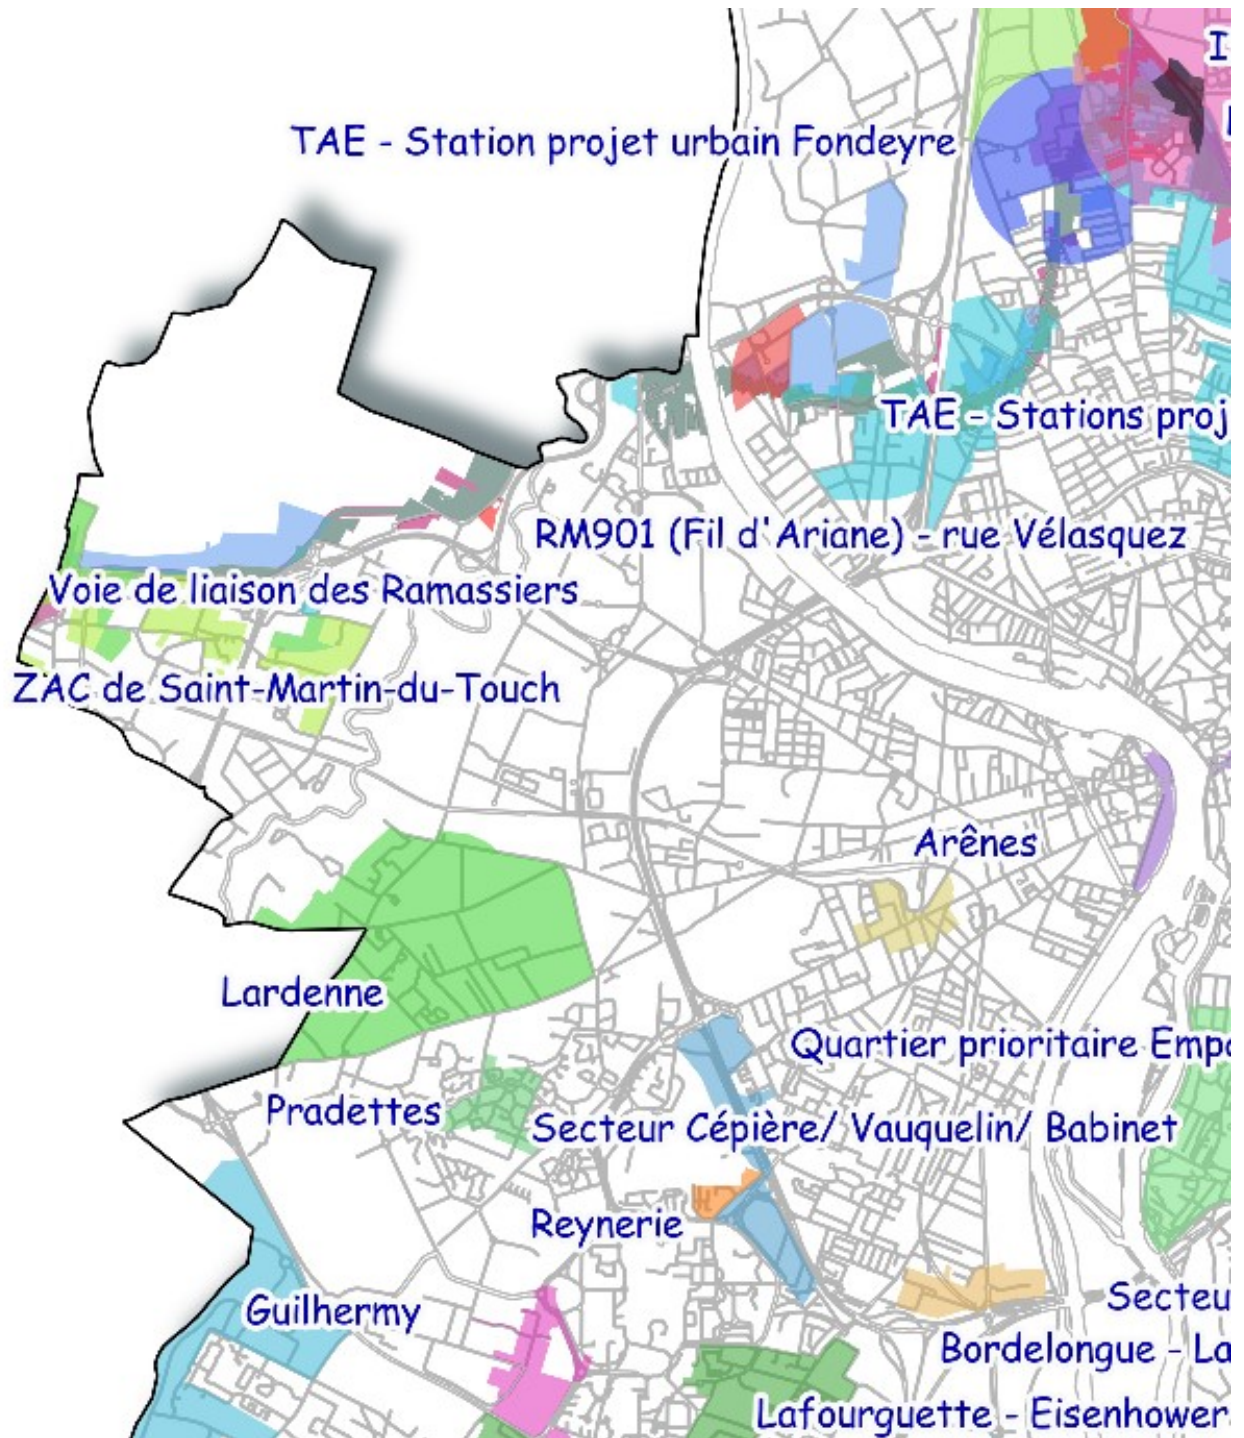 I
TAE - Station projet urbain Fondeyre
TAE - Stations proj
RM901 (Fil d'Ariane) - rue Vélasquez
Voie de liaison des Ramassiers
ZAC de Saint-Martin-du-Touch
Arênes
Lardenne
Quartier prioritaire Emp
Pradettes
Secteur Cépière/ Vauquelin/ Babinet
Reynerie
Guilhermy
Secteu
Bordelongue - La
Lafourguette - Eisenhower